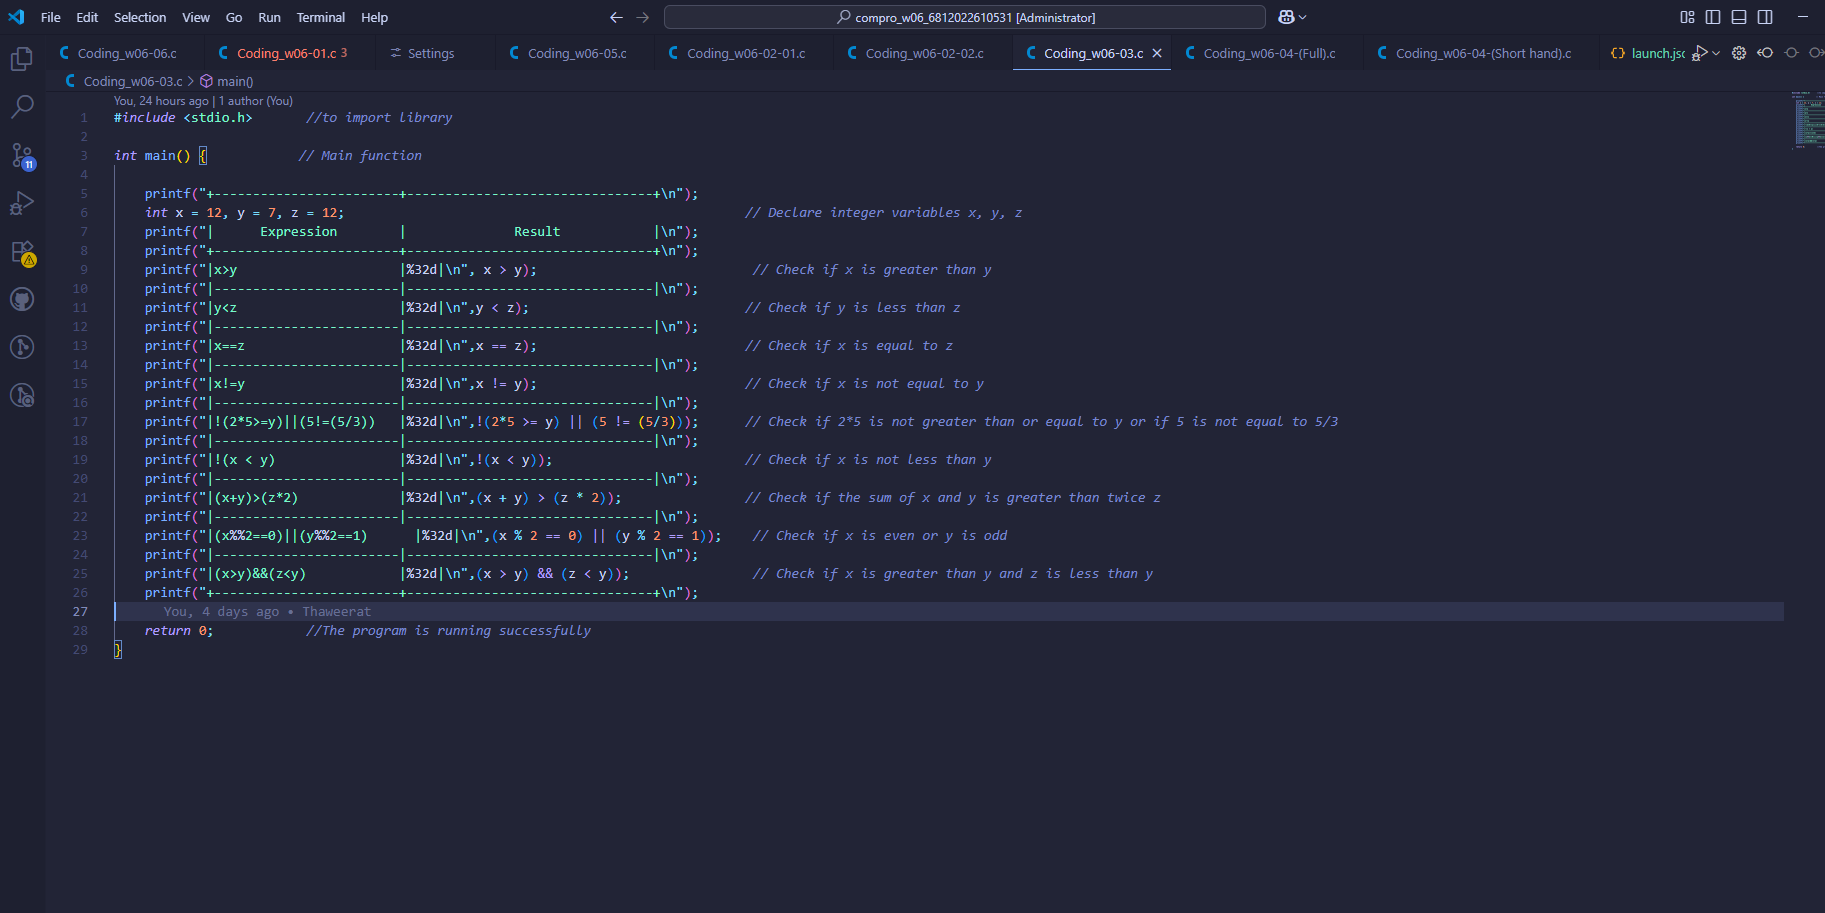 File Edit Selection View Go Run Terminal Help compro_w06_6812022610531 [Administrator]
Coding_w06-06.c Coding_w06-01.c 3 Settings Coding_w06-05.c Coding_w06-02-01.c Coding_w06-02-02.c Coding_w06-03.c Coding_w06-04-(Full).c Coding_w06-04-(Short hand).c {} launch.jsc
Coding_w06-03.c > main()
You, 24 hours ago | 1 author (You)
1 #include <stdio.h>       //to import library
2
3 int main() {            // Main function
4
5     printf("+------------------------+--------------------------------+\n");
6     int x = 12, y = 7, z = 12;                                                    // Declare integer variables x, y, z
7     printf("|      Expression        |              Result            |\n");
8     printf("+------------------------+--------------------------------+\n");
9     printf("|x>y                     |%32d|\n", x > y);                            // Check if x is greater than y
10     printf("|------------------------|--------------------------------|\n");
11     printf("|y<z                     |%32d|\n",y < z);                            // Check if y is less than z
12     printf("|------------------------|--------------------------------|\n");
13     printf("|x==z                    |%32d|\n",x == z);                           // Check if x is equal to z
14     printf("|------------------------|--------------------------------|\n");
15     printf("|x!=y                    |%32d|\n",x != y);                           // Check if x is not equal to y
16     printf("|------------------------|--------------------------------|\n");
17     printf("|!(2*5>=y)||(5!=(5/3))   |%32d|\n",!(2*5 >= y) || (5 != (5/3)));      // Check if 2*5 is not greater than or equal to y or if 5 is not equal to 5/3
18     printf("|------------------------|--------------------------------|\n");
19     printf("|!(x < y)                |%32d|\n",!(x < y));                         // Check if x is not less than y
20     printf("|------------------------|--------------------------------|\n");
21     printf("|(x+y)>(z*2)             |%32d|\n",(x + y) > (z * 2));                // Check if the sum of x and y is greater than twice z
22     printf("|------------------------|--------------------------------|\n");
23     printf("|(x%%2==0)||(y%%2==1)      |%32d|\n",(x % 2 == 0) || (y % 2 == 1));    // Check if x is even or y is odd
24     printf("|------------------------|--------------------------------|\n");
25     printf("|(x>y)&&(z<y)            |%32d|\n",(x > y) && (z < y));                // Check if x is greater than y and z is less than y
26     printf("+------------------------+--------------------------------+\n");
27       You, 4 days ago • Thaweerat
28     return 0;            //The program is running successfully
29 }
11